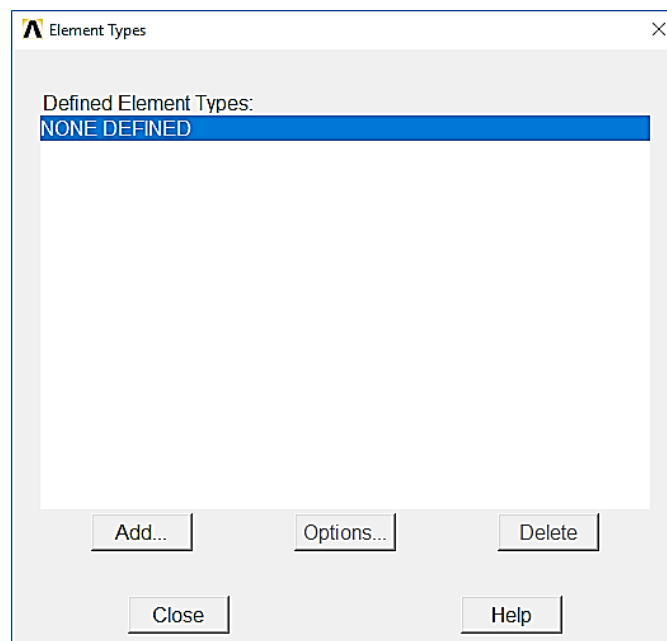 Element Types
Defined Element Types:
NONE DEFINED
Add... Options... Delete
Close Help